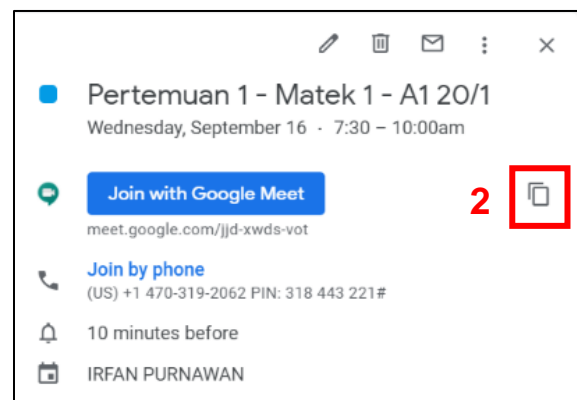 Pertemuan 1 - Matek 1 - A1 20/1
Wednesday, September 16 · 7:30 – 10:00am
Join with Google Meet
2
meet.google.com/jjd-xwds-vot
Join by phone
(US) +1 470-319-2062 PIN: 318 443 221#
10 minutes before
IRFAN PURNAWAN